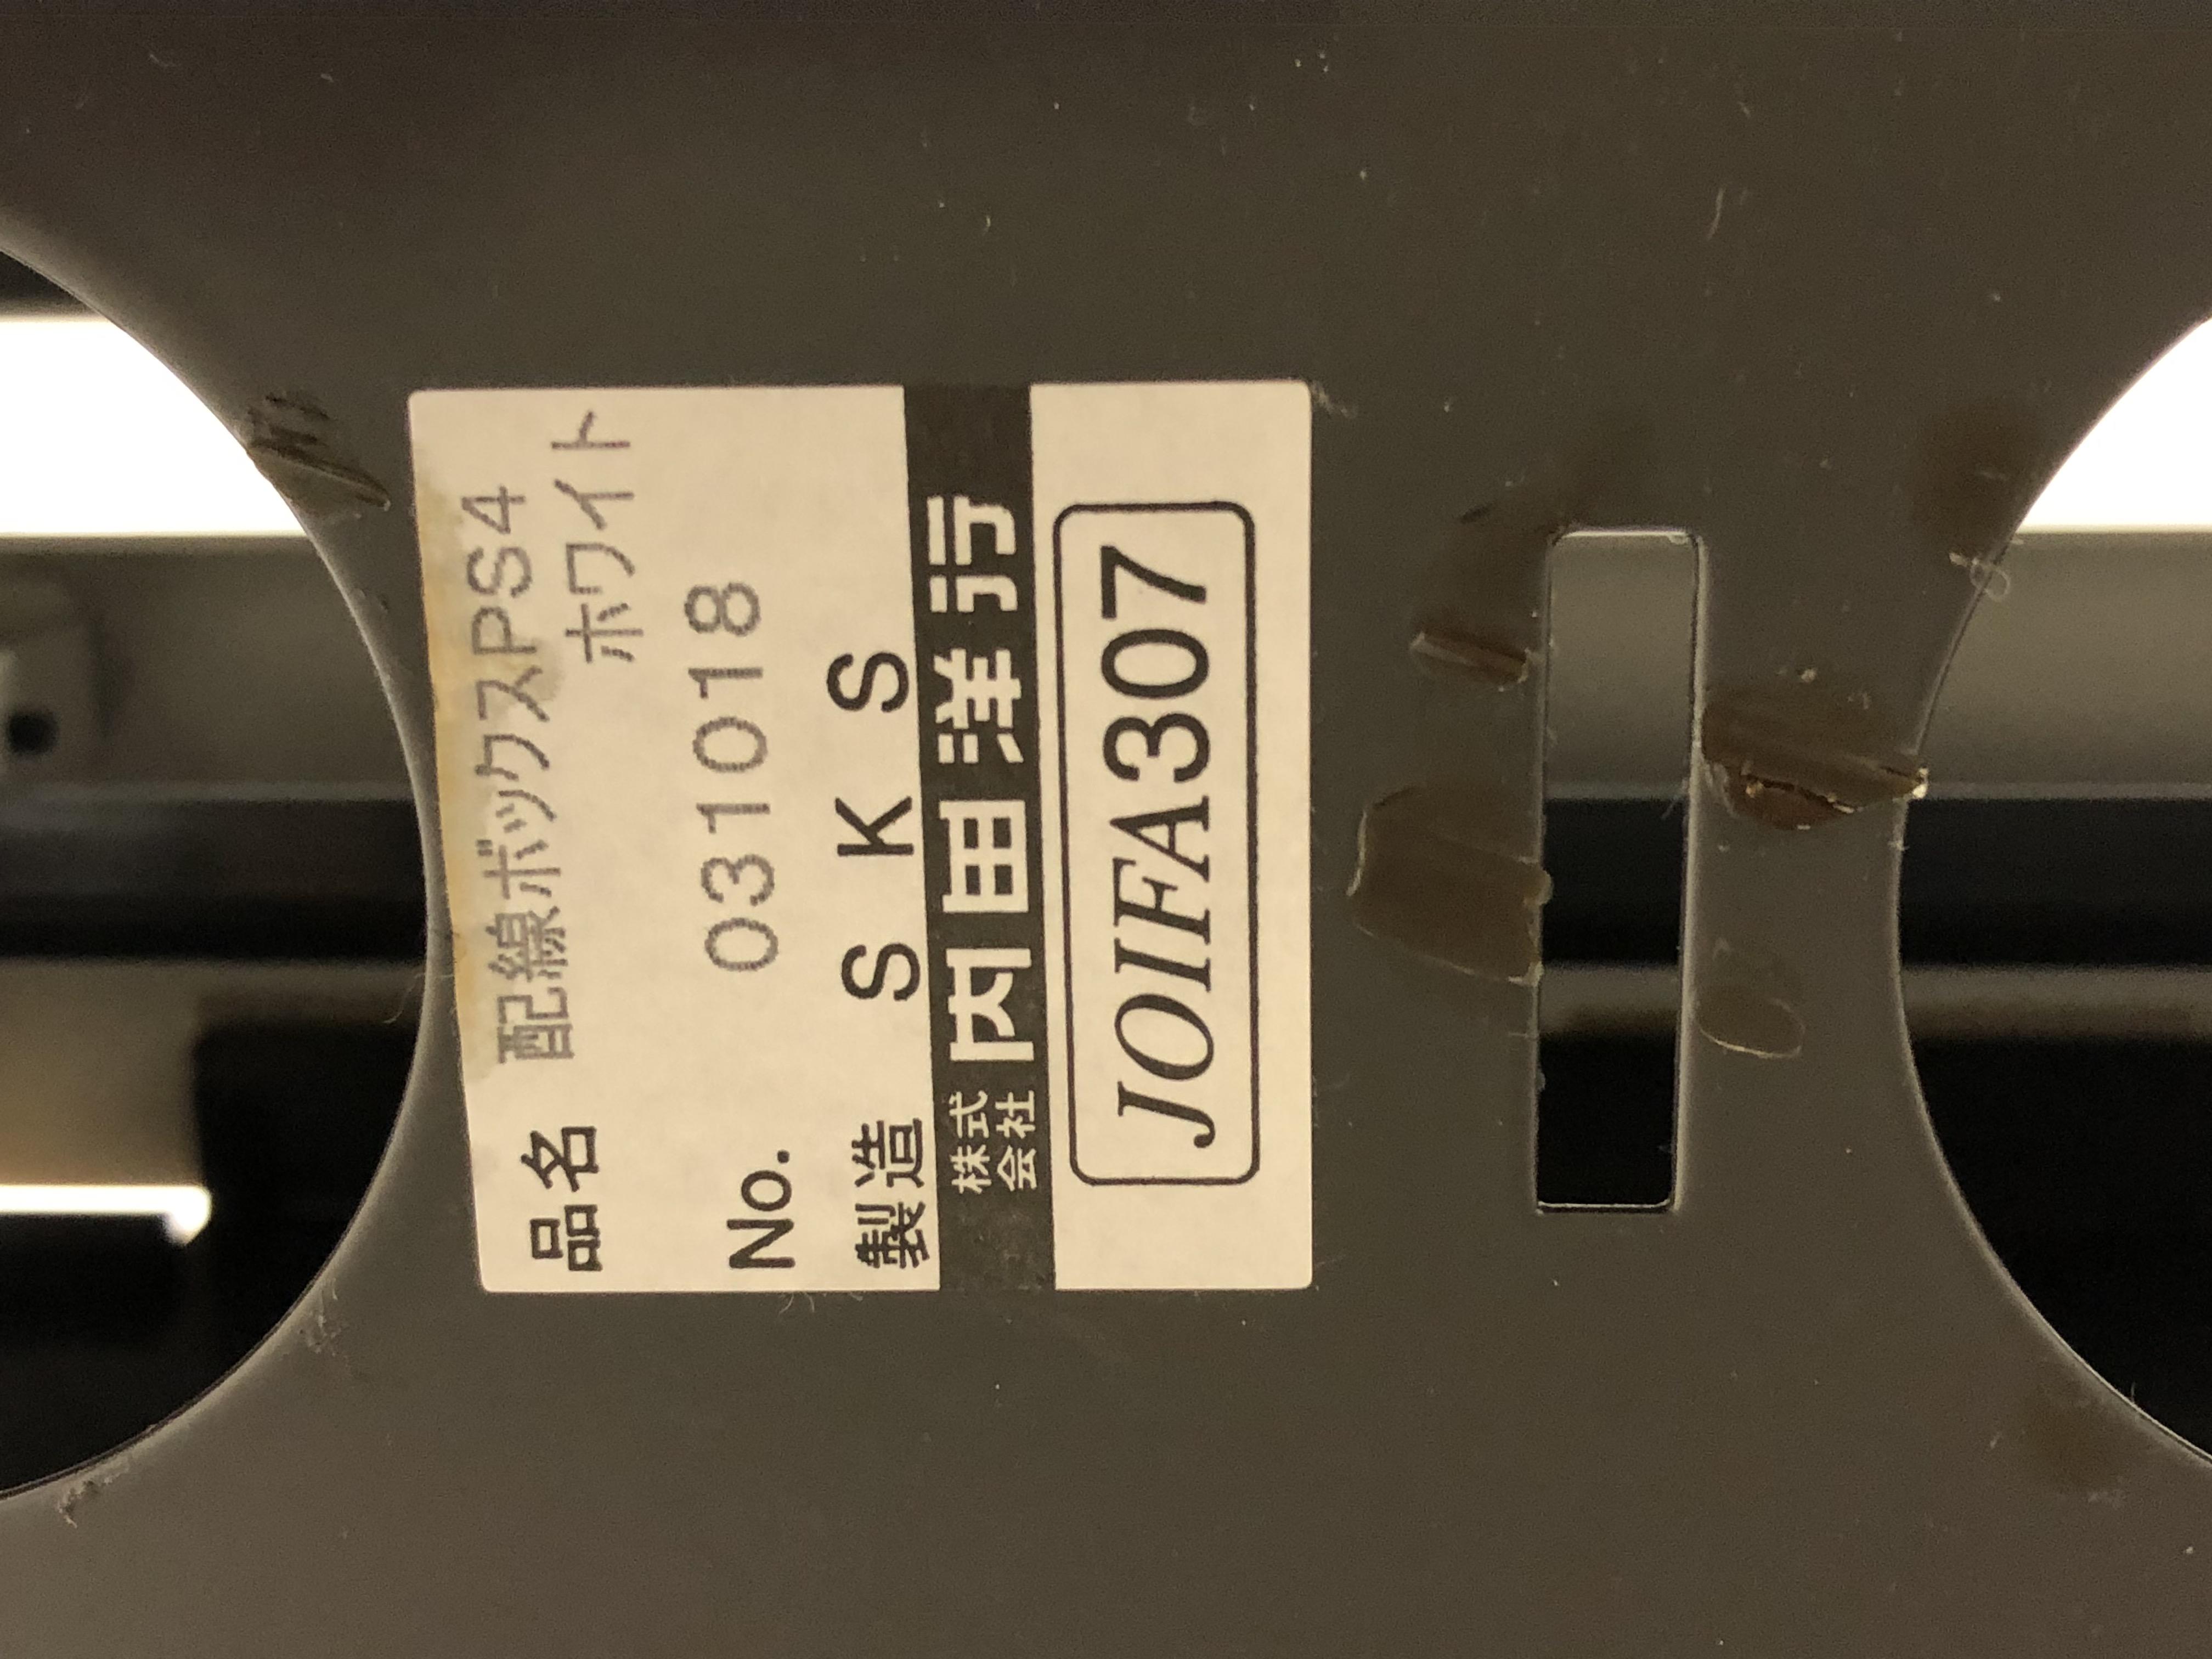 品名 配線ボックスPS4
ホワイト
No. 031018
製造 S K S
株式会社 内田洋行
JOIFA307